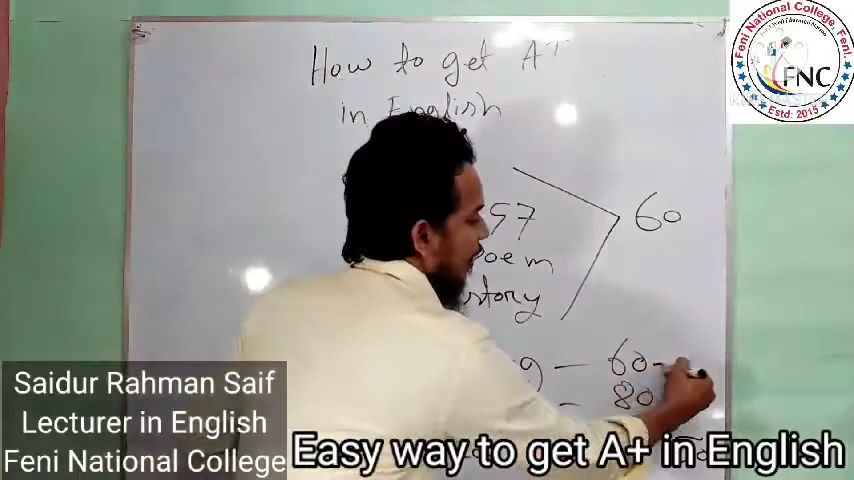 How to get A+
in English
57
60
Poem
story
60
80
Feni National College, Feni.
FNC
Estd: 2015
Saidur Rahman Saif
Lecturer in English
Feni National College
Easy way to get A+ in English